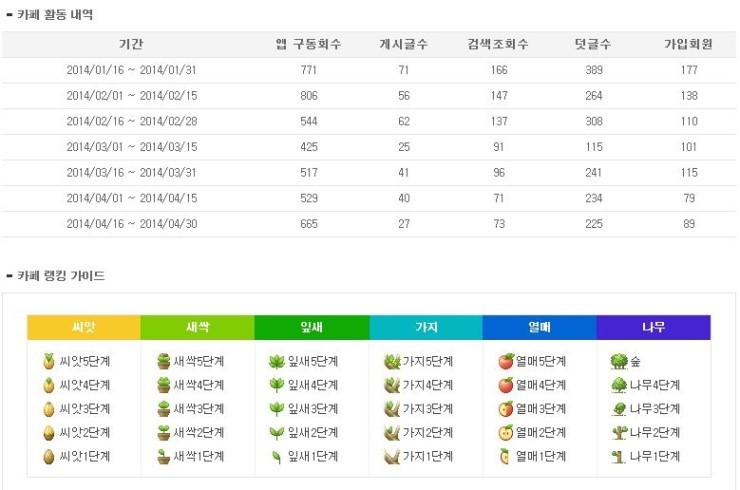 카페 활동 내역
기간 앱 구동회수 게시글수 검색조회수 덧글수 가입회원
2014/01/16 ~ 2014/01/31 771 71 166 389 177
2014/02/01 ~ 2014/02/15 806 56 147 264 138
2014/02/16 ~ 2014/02/28 544 62 137 308 110
2014/03/01 ~ 2014/03/15 425 25 91 115 101
2014/03/16 ~ 2014/03/31 517 41 96 241 115
2014/04/01 ~ 2014/04/15 529 40 71 234 79
2014/04/16 ~ 2014/04/30 665 27 73 225 89
카페 랭킹 가이드
씨앗 새싹 잎새 가지 열매 나무
씨앗5단계 새싹5단계 잎새5단계 가지5단계 열매5단계 숲
씨앗4단계 새싹4단계 잎새4단계 가지4단계 열매4단계 나무4단계
씨앗3단계 새싹3단계 잎새3단계 가지3단계 열매3단계 나무3단계
씨앗2단계 새싹2단계 잎새2단계 가지2단계 열매2단계 나무2단계
씨앗1단계 새싹1단계 잎새1단계 가지1단계 열매1단계 나무1단계